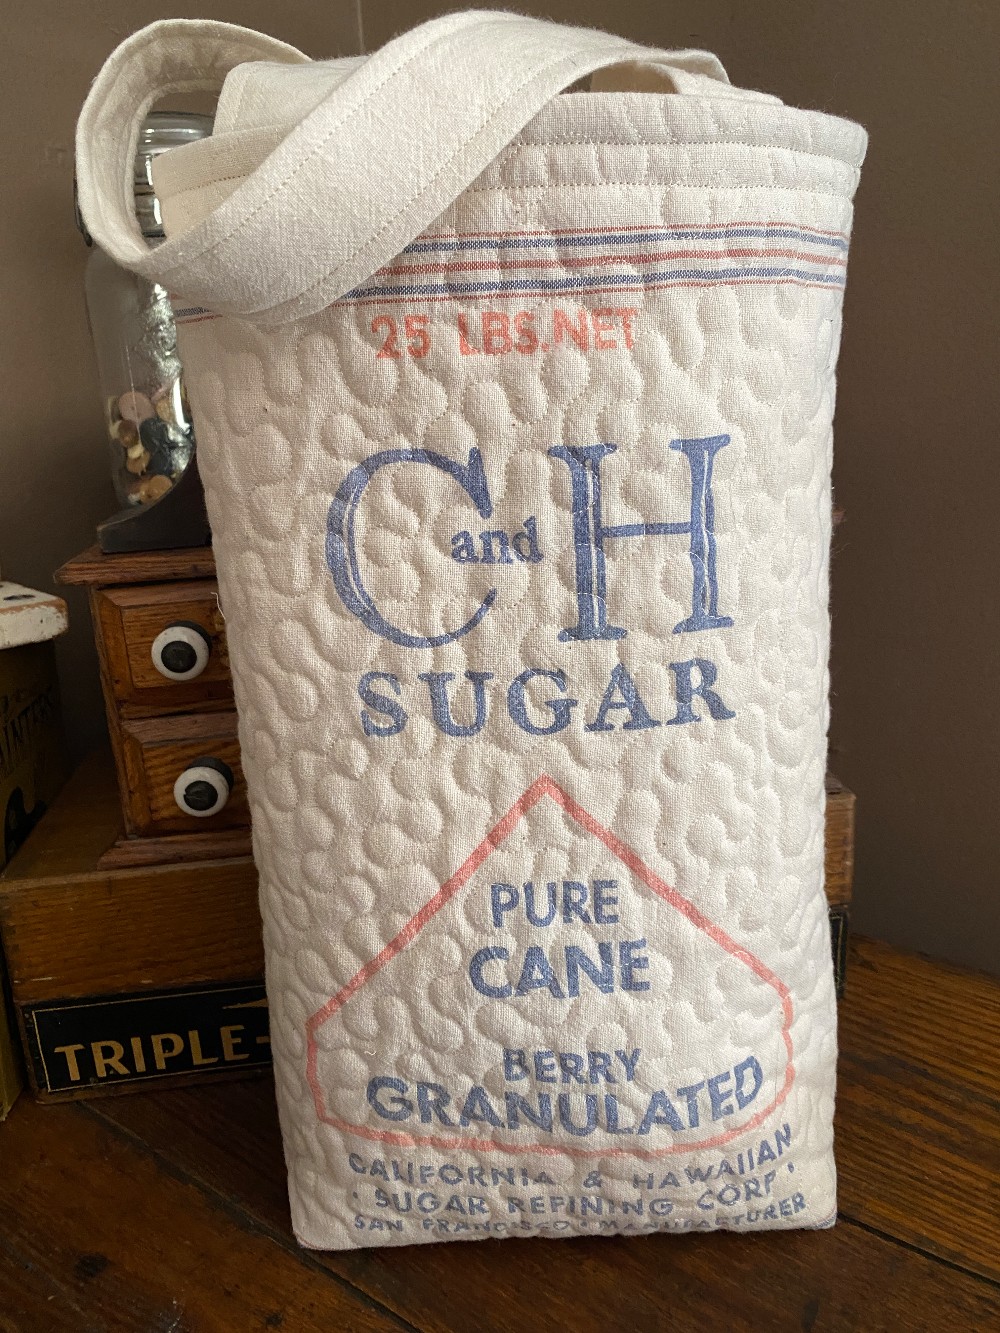 25 LBS. NET
C and H
SUGAR
PURE
CANE
BERRY
GRANULATED
CALIFORNIA & HAWAIIAN
· SUGAR REFINING CORP ·
SAN FRANCISCO · MANUFACTURER
TRIPLE-